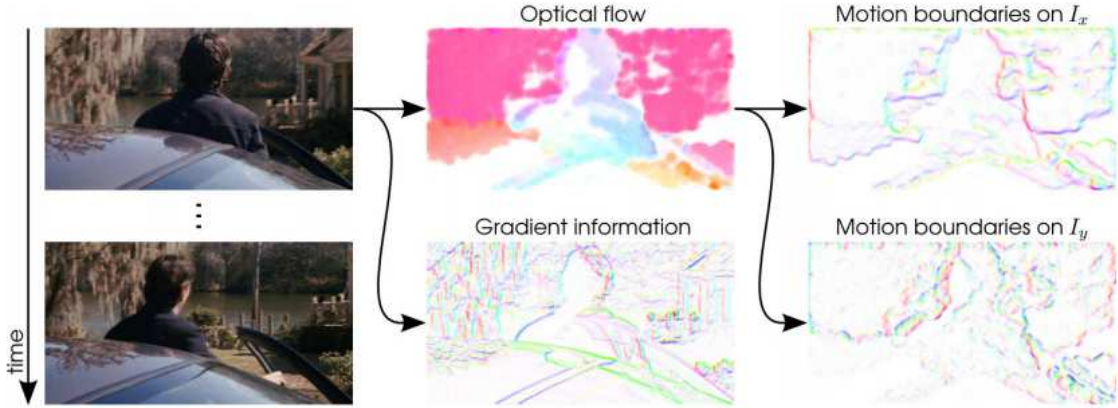 Optical flow
Motion boundaries on $I_x$
Gradient information
Motion boundaries on $I_y$
time